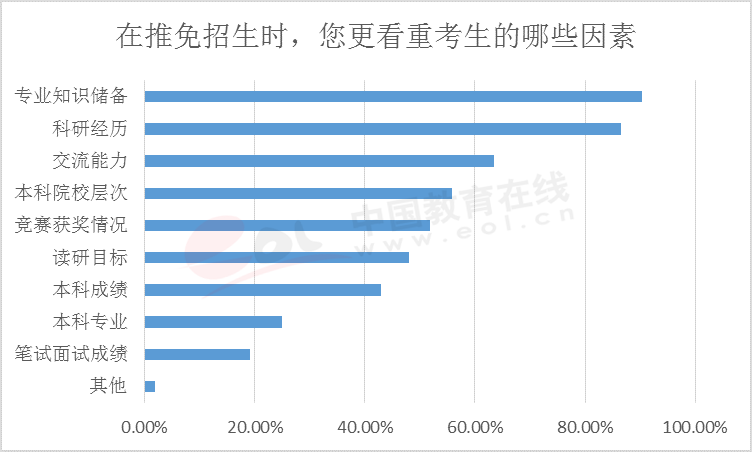 在推免招生时，您更看重考生的哪些因素
专业知识储备
科研经历
交流能力
本科院校层次
竞赛获奖情况
读研目标
本科成绩
本科专业
笔试面试成绩
其他
0.00% 20.00% 40.00% 60.00% 80.00% 100.00%
eol 中国教育在线
www.eol.cn